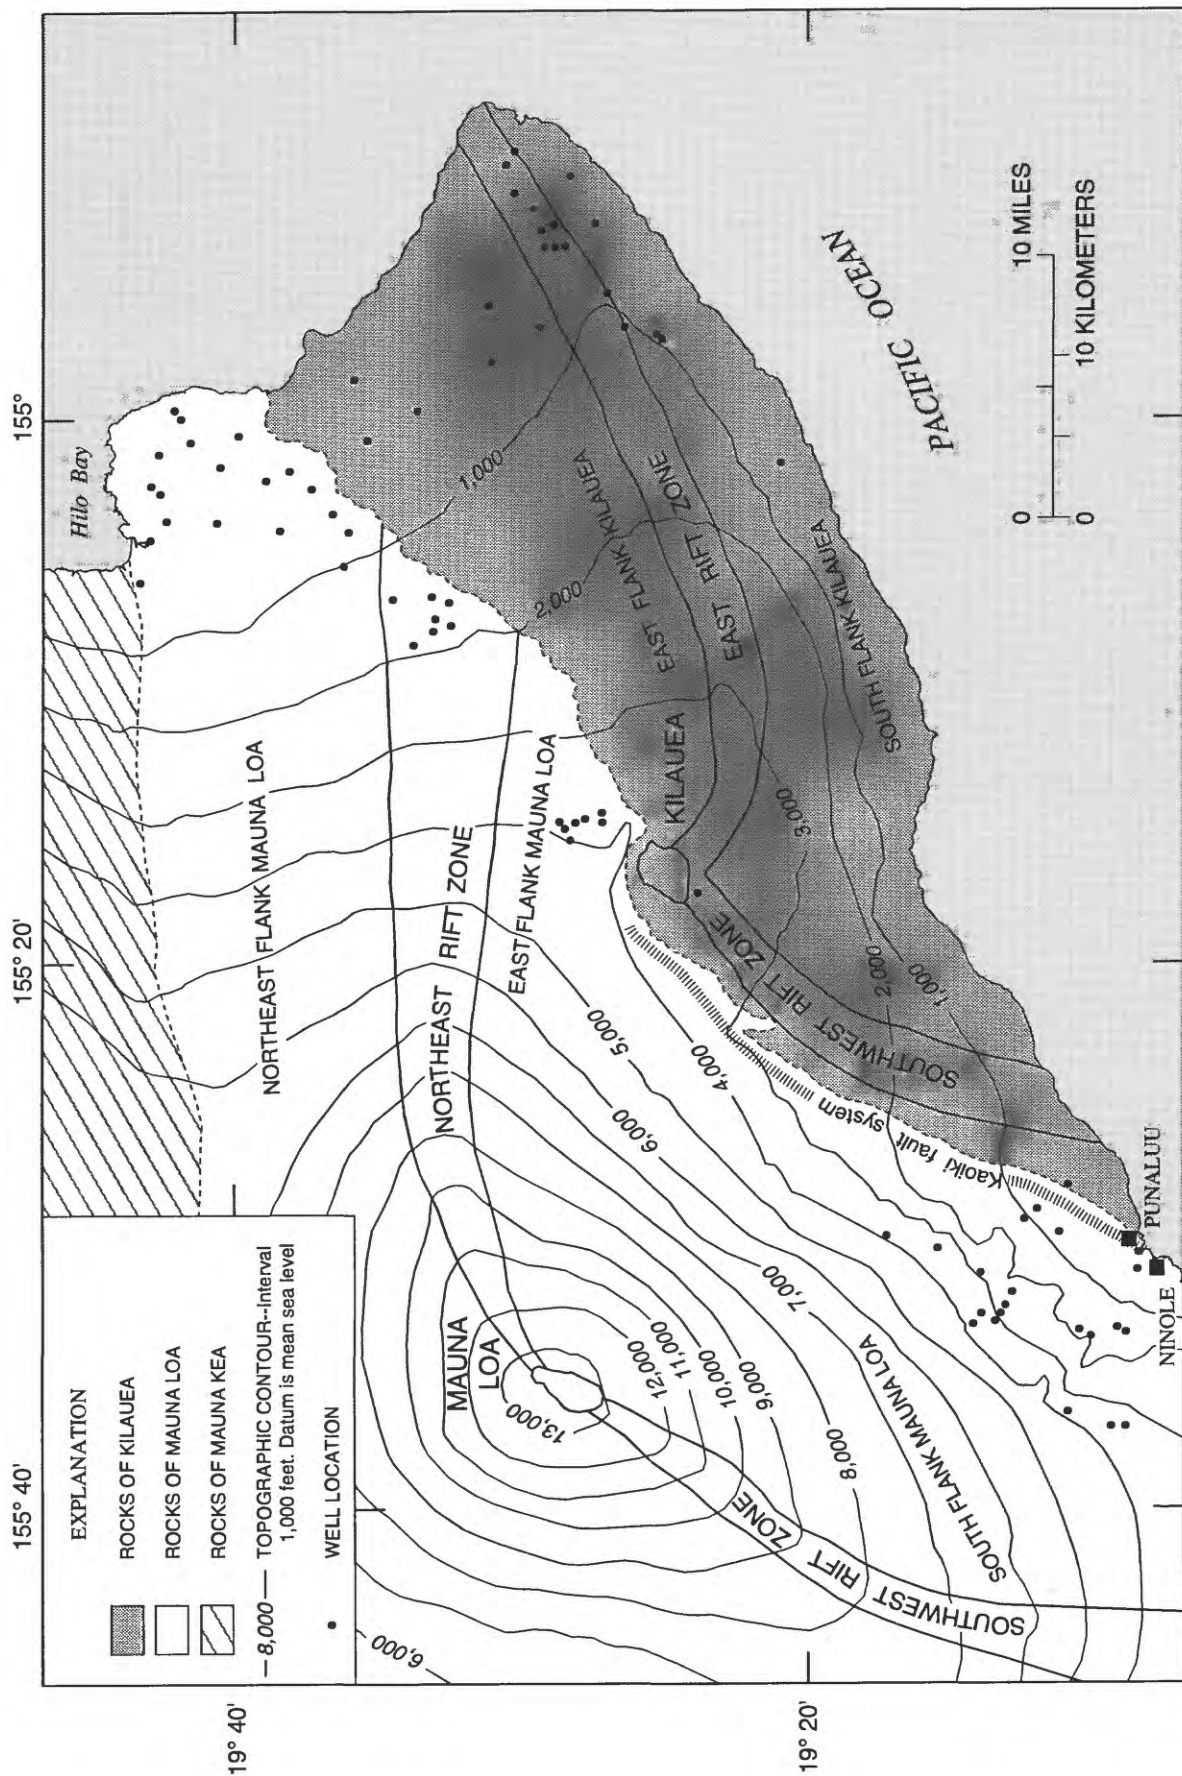 155° 40'
155° 20'
155°
19° 40'
19° 20'
EXPLANATION
ROCKS OF KILAUEA
ROCKS OF MAUNA LOA
ROCKS OF MAUNA KEA
— 8,000 — TOPOGRAPHIC CONTOUR--Interval
1,000 feet. Datum is mean sea level
WELL LOCATION
Hilo Bay
NORTHEAST FLANK MAUNA LOA
NORTHEAST RIFT ZONE
EAST FLANK MAUNA LOA
MAUNA
LOA
13,000
12,000
11,000
10,000
9,000
8,000
7,000
6,000
5,000
4,000
6,000
1,000
2,000
3,000
2,000
1,000
KILAUEA
EAST FLANK KILAUEA
EAST RIFT ZONE
SOUTH FLANK KILAUEA
SOUTHWEST RIFT ZONE
Kaoiki fault system
SOUTHWEST RIFT ZONE
SOUTH FLANK MAUNA LOA
NINOLE
PUNALUU
PACIFIC OCEAN
0 10 MILES
0 10 KILOMETERS